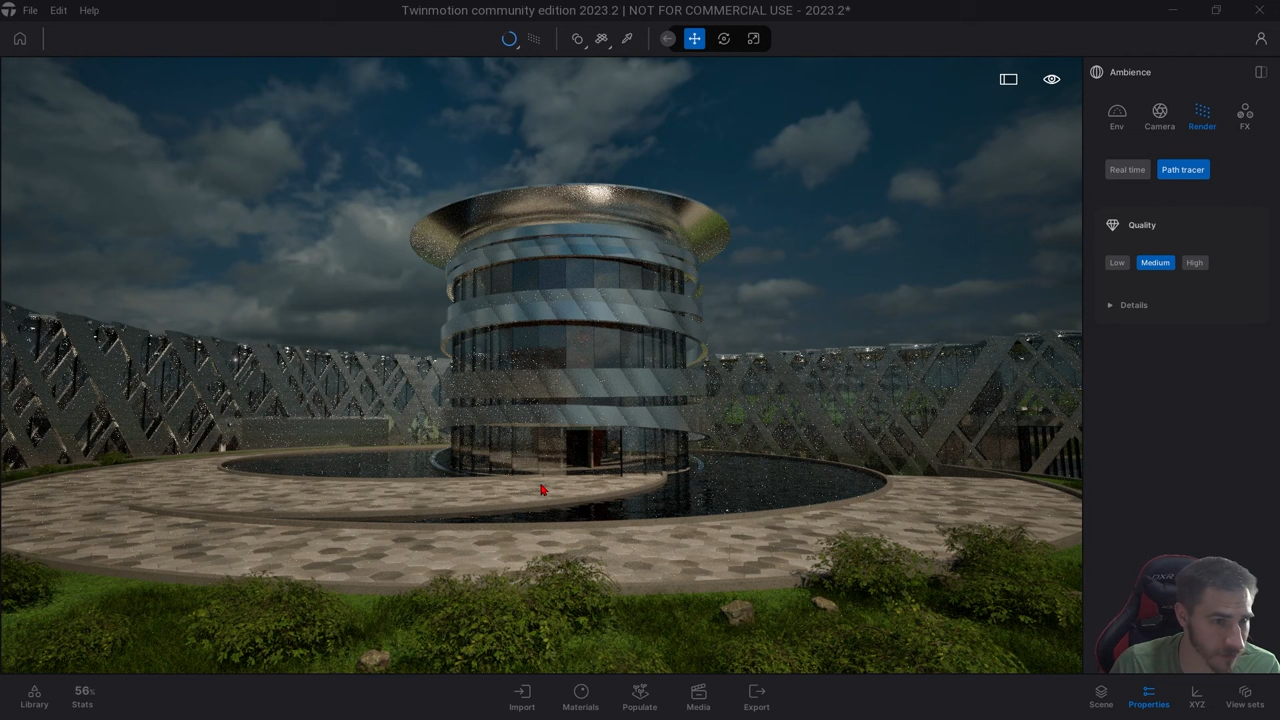 File Edit Help
Twinmotion community edition 2023.2 | NOT FOR COMMERCIAL USE - 2023.2*
Ambience
Env Camera Render FX
Real time Path tracer
Quality
Low Medium High
Details
DXR
Library 56% Stats Import Materials Populate Media Export Scene Properties XYZ View sets